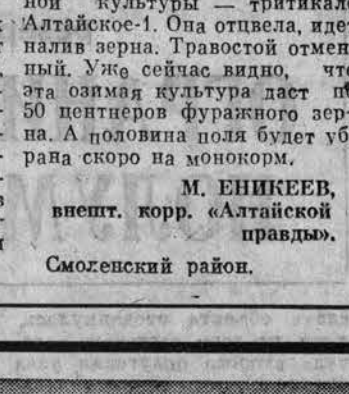 ной культуры — тритикале
Алтайское-1. Она отцвела, идет
налив зерна. Травостой отмен-
ный. Уже сейчас видно, что
эта озимая культура даст по
50 центнеров фуражного зер-
на. А половина поля будет уб
рана скоро на монокорм.
М. ЕНИКЕЕВ,
внешт. корр. «Алтайской
правды».
Смоленский район.